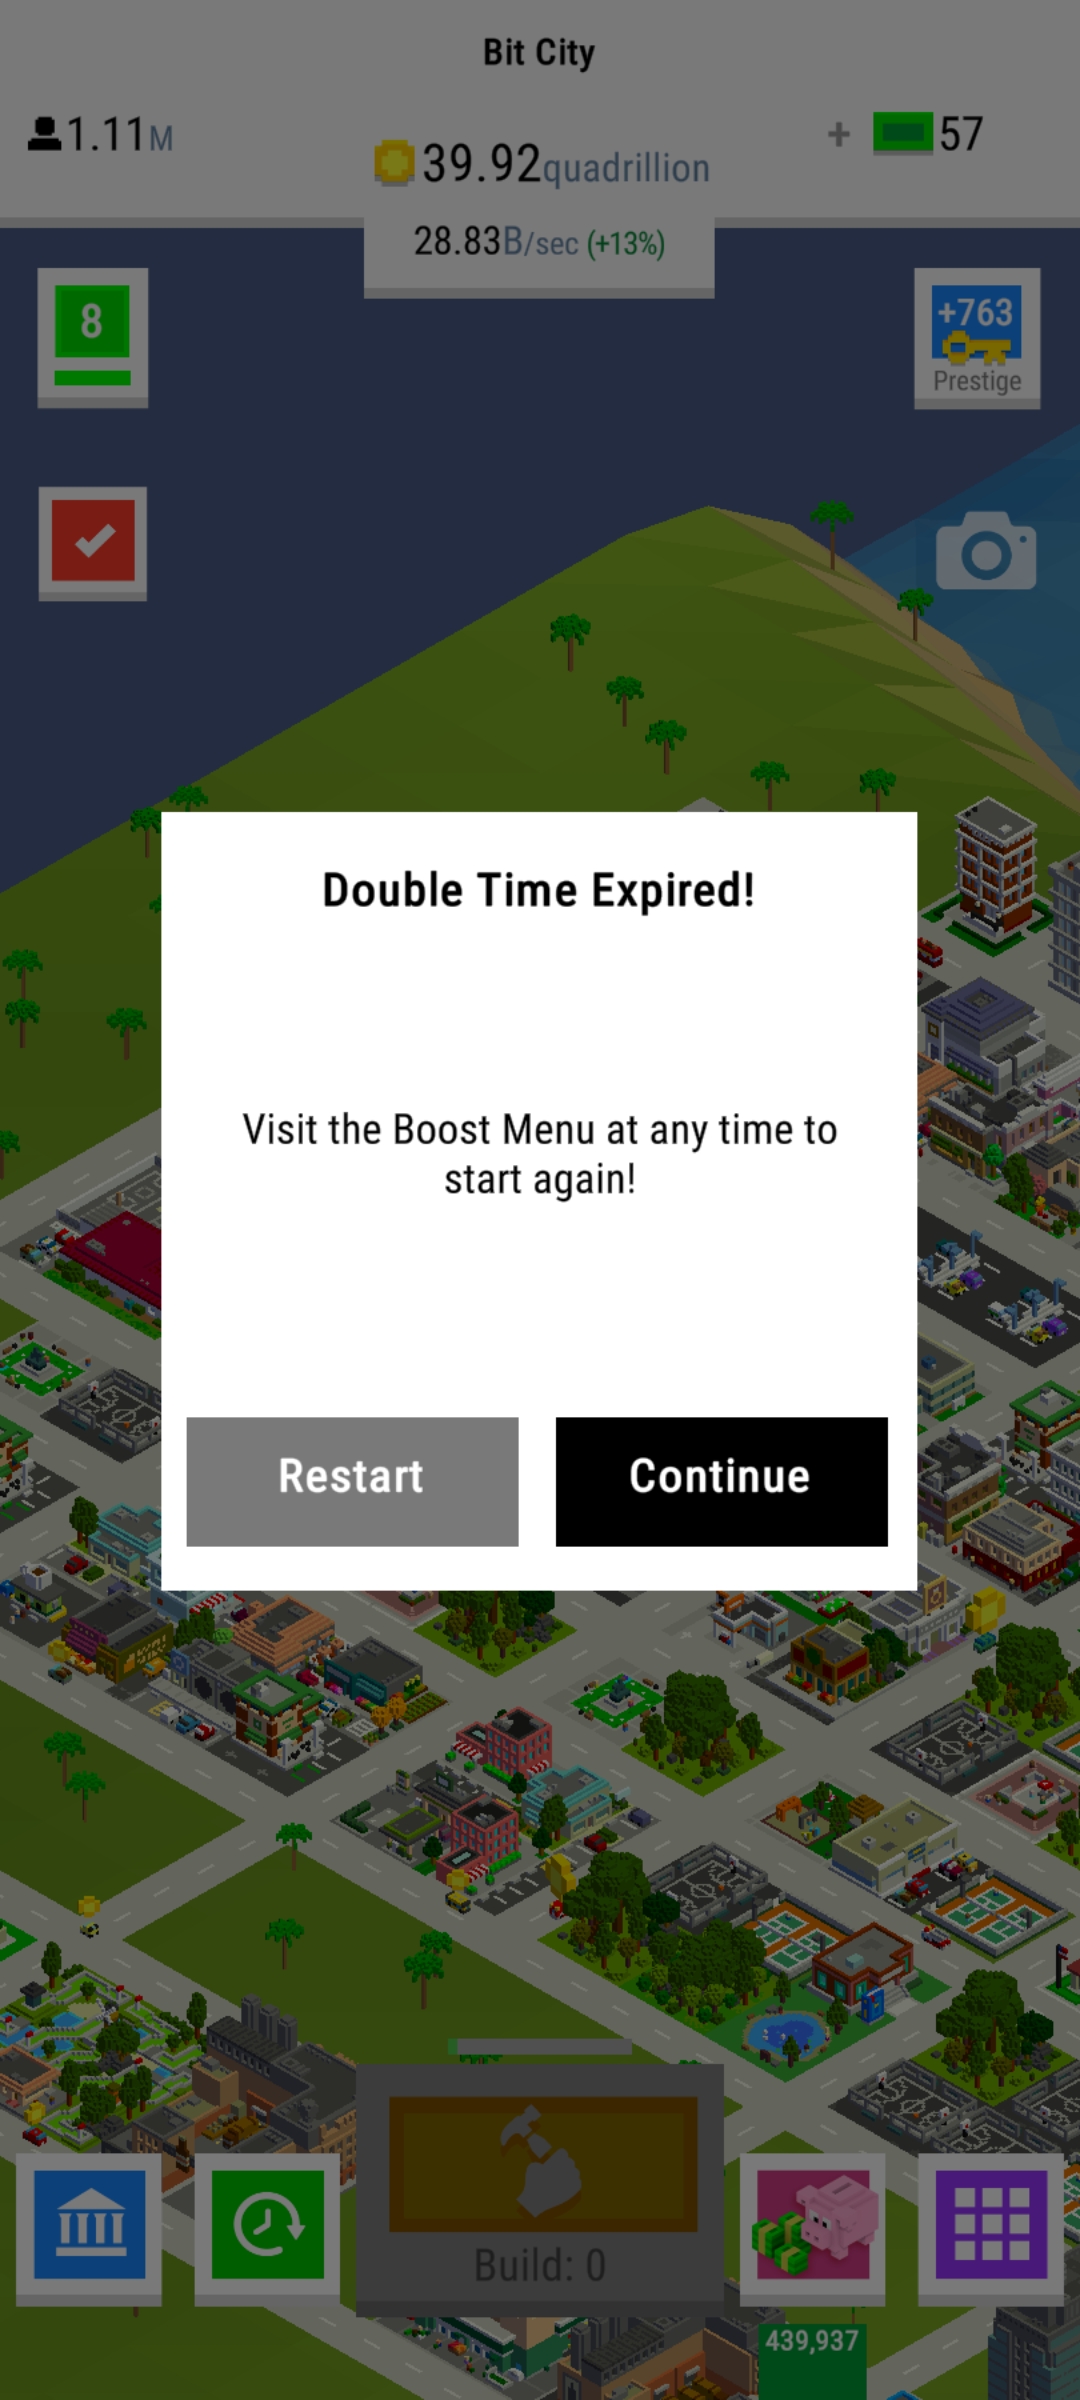 Bit City
1.11M
39.92quadrillion
+ 57
28.83B/sec (+13%)
8
+763
Prestige
Double Time Expired!
Visit the Boost Menu at any time to
start again!
Restart
Continue
Build: 0
439,937